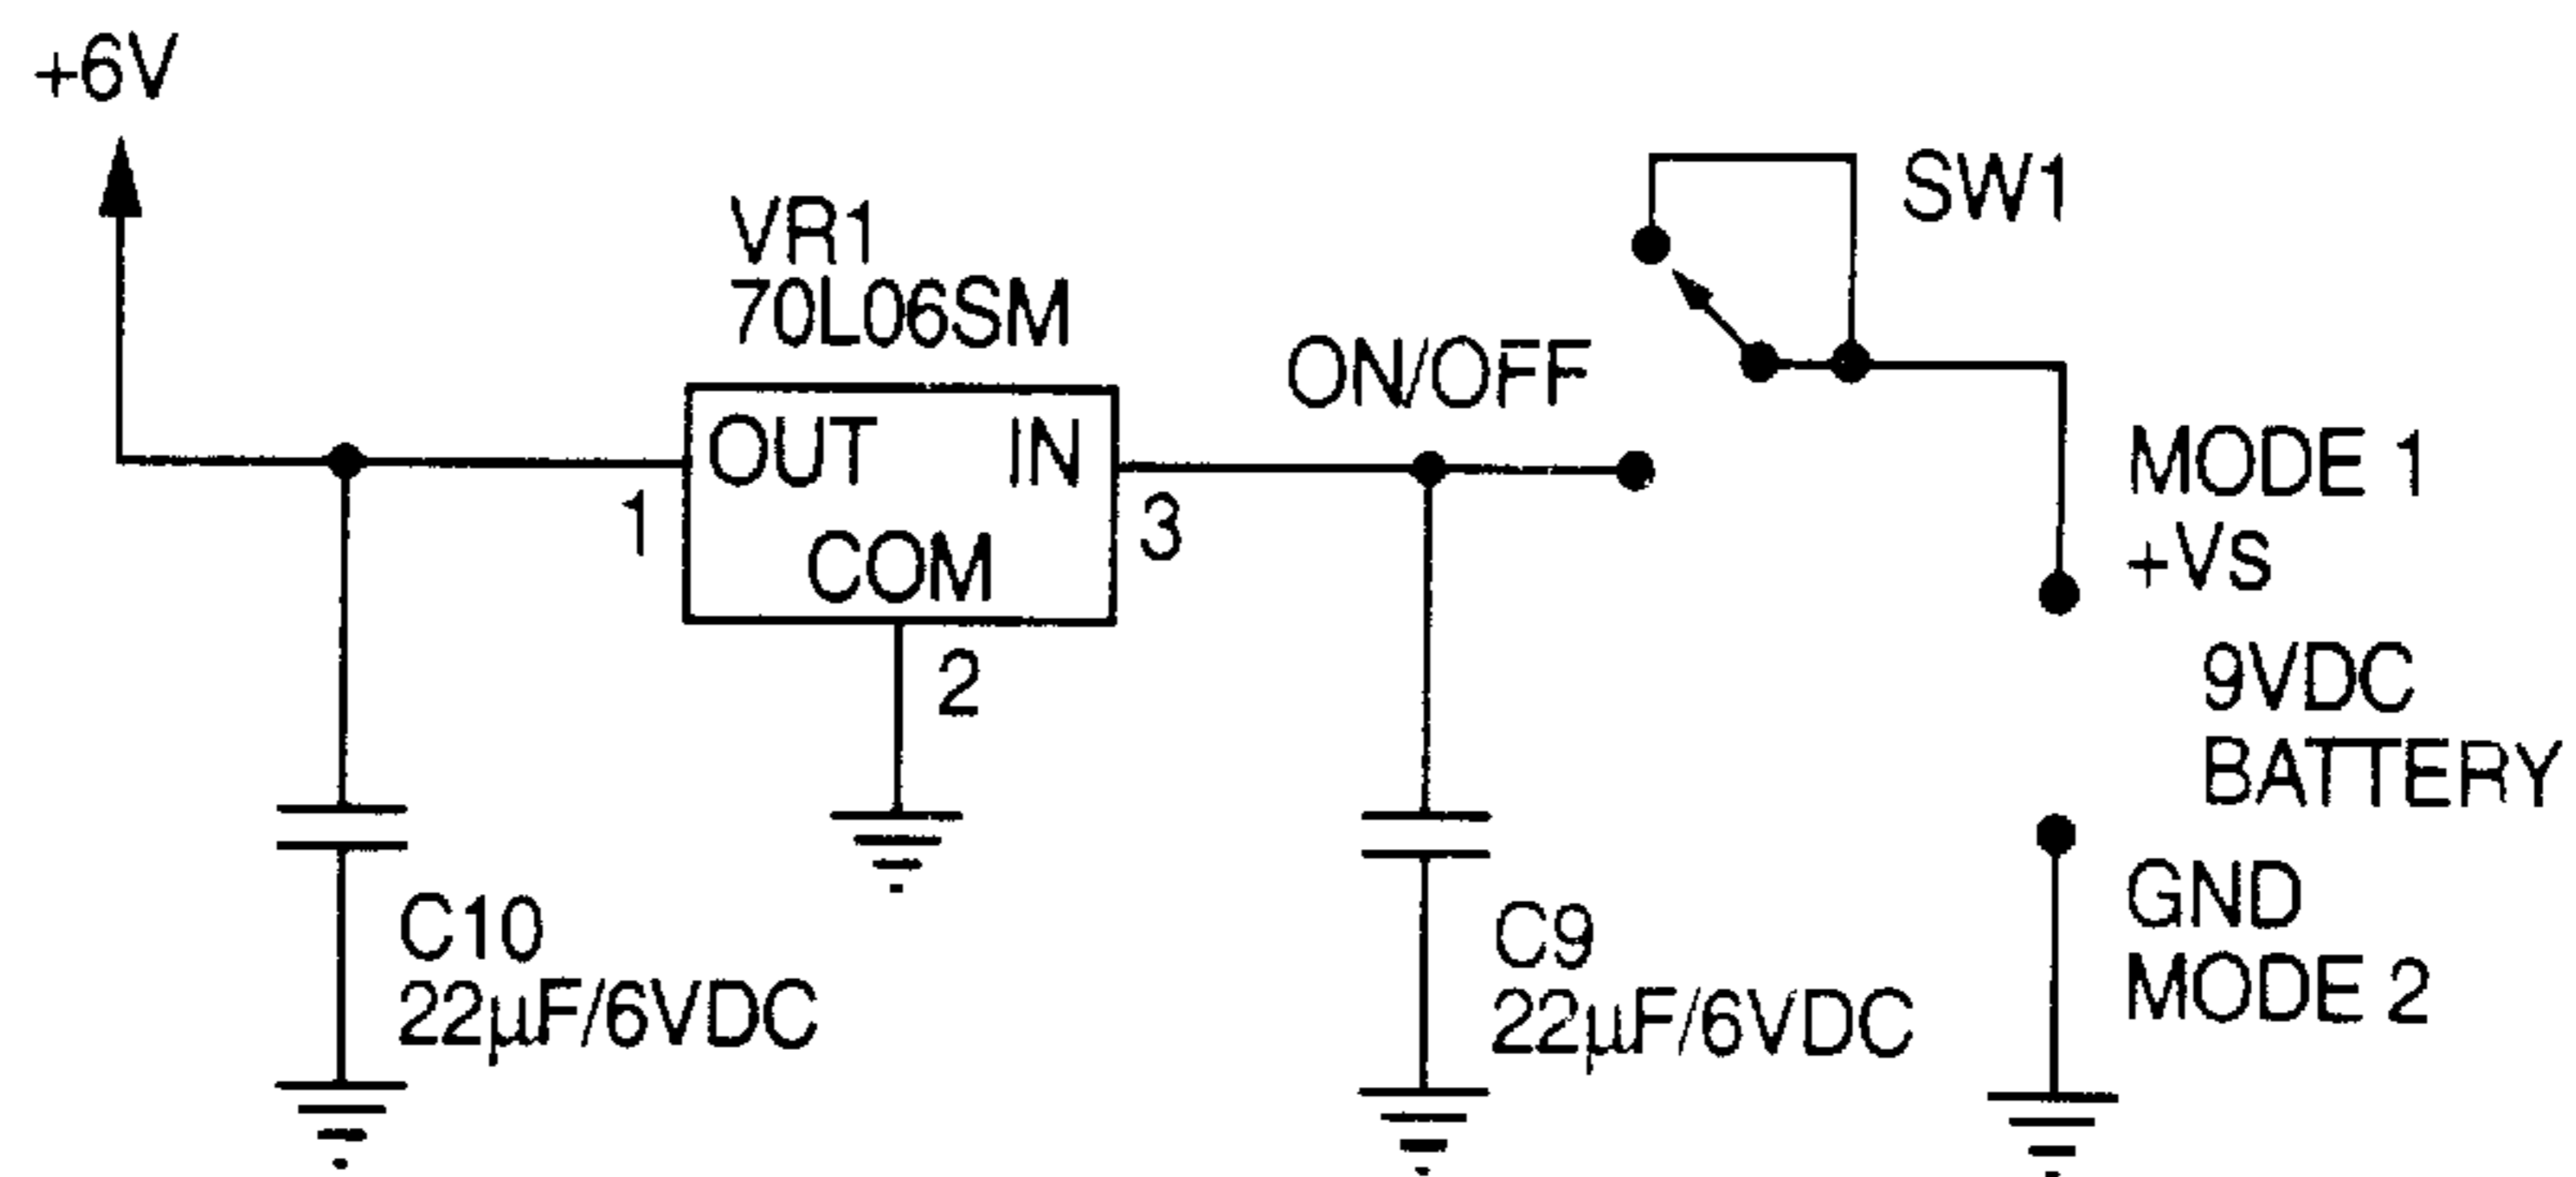 +6V
VR1
70L06SM
OUT
IN
COM
1
2
3
ON/OFF
SW1
MODE 1
+Vs
9VDC
BATTERY
GND
MODE 2
C10
22µF/6VDC
C9
22µF/6VDC